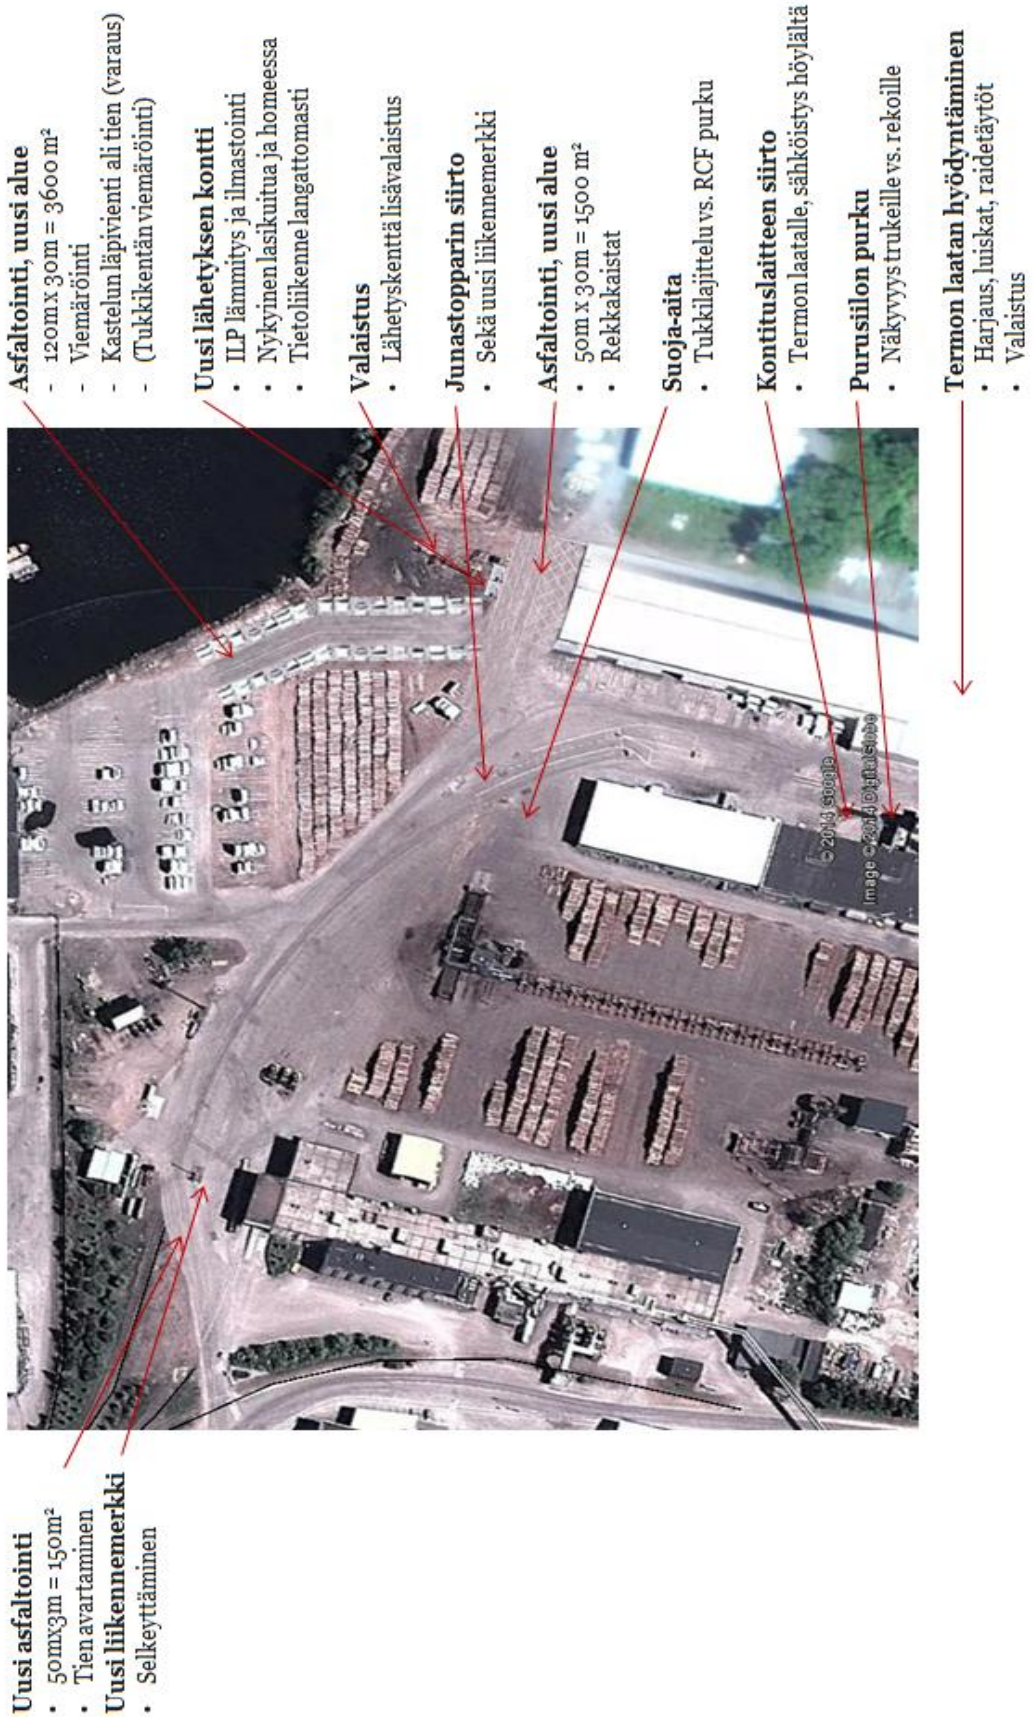 Uusi asfaltointi
• 50mx3m = 150m²
• Tien avartaminen
Uusi liikennemerkki
• Selkeyttäminen
Asfaltointi, uusi alue
- 120m x 30m = 3600 m²
- Viemäröinti
- Kastelun läpivienti ali tien (varaus)
- (Tukkikentän viemäröinti)
Uusi lähetyksen kontti
• ILP lämmitys ja ilmastointi
• Nykyinen lasikuitua ja homeessa
• Tietoliikenne langattomasti
Valaistus
• Lähetyskenttä lisävalaistus
Junastopparin siirto
• Sekä uusi liikennemerkki
Asfaltointi, uusi alue
• 50m x 30m = 1500 m²
• Rekkakaistat
Suoja-aita
• Tukkilajittelu vs. RCF purku
Kontituslaitteen siirto
• Termon laatalle, sähköistys höylältä
Purusiilon purku
• Näkyvyys trukeille vs. rekoille
Termon laatan hyödyntäminen
• Harjaus, luiskat, raidetäytöt
• Valaistus
© 2014 Google
Image © 2014 DigitalGlobe